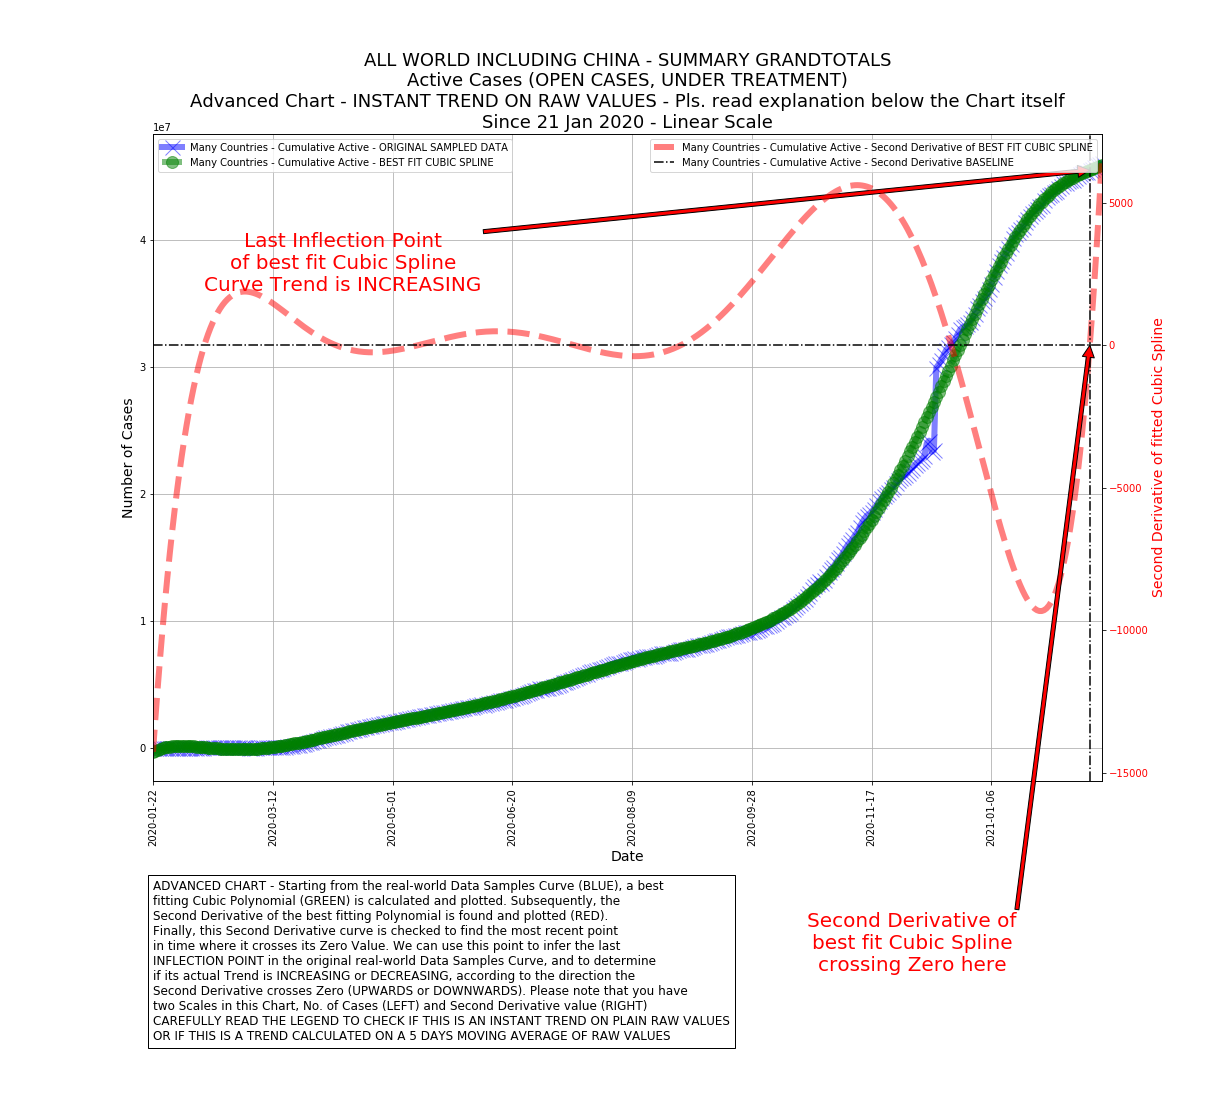 ALL WORLD INCLUDING CHINA - SUMMARY GRANDTOTALS
Active Cases (OPEN CASES, UNDER TREATMENT)
Advanced Chart - INSTANT TREND ON RAW VALUES - Pls. read explanation below the Chart itself
Since 21 Jan 2020 - Linear Scale
1e7
Many Countries - Cumulative Active - ORIGINAL SAMPLED DATA
Many Countries - Cumulative Active - BEST FIT CUBIC SPLINE
Many Countries - Cumulative Active - Second Derivative of BEST FIT CUBIC SPLINE
Many Countries - Cumulative Active - Second Derivative BASELINE
Last Inflection Point
of best fit Cubic Spline
Curve Trend is INCREASING
4
3
2
1
0
Number of Cases
5000
0
−5000
−10000
−15000
Second Derivative of fitted Cubic Spline
2020-01-22
2020-03-12
2020-05-01
2020-06-20
2020-08-09
2020-09-28
2020-11-17
2021-01-06
Date
ADVANCED CHART - Starting from the real-world Data Samples Curve (BLUE), a best
fitting Cubic Polynomial (GREEN) is calculated and plotted. Subsequently, the
Second Derivative of the best fitting Polynomial is found and plotted (RED).
Finally, this Second Derivative curve is checked to find the most recent point
in time where it crosses its Zero Value. We can use this point to infer the last
INFLECTION POINT in the original real-world Data Samples Curve, and to determine
if its actual Trend is INCREASING or DECREASING, according to the direction the
Second Derivative crosses Zero (UPWARDS or DOWNWARDS). Please note that you have
two Scales in this Chart, No. of Cases (LEFT) and Second Derivative value (RIGHT)
CAREFULLY READ THE LEGEND TO CHECK IF THIS IS AN INSTANT TREND ON PLAIN RAW VALUES
OR IF THIS IS A TREND CALCULATED ON A 5 DAYS MOVING AVERAGE OF RAW VALUES
Second Derivative of
best fit Cubic Spline
crossing Zero here